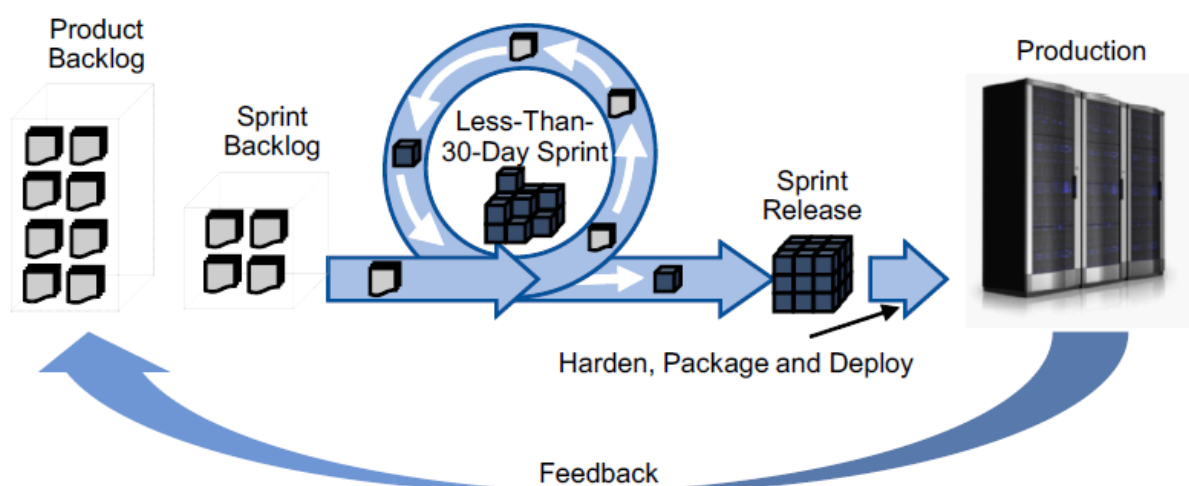 Product
Backlog
Sprint
Backlog
Less-Than-
30-Day Sprint
Sprint
Release
Production
Harden, Package and Deploy
Feedback